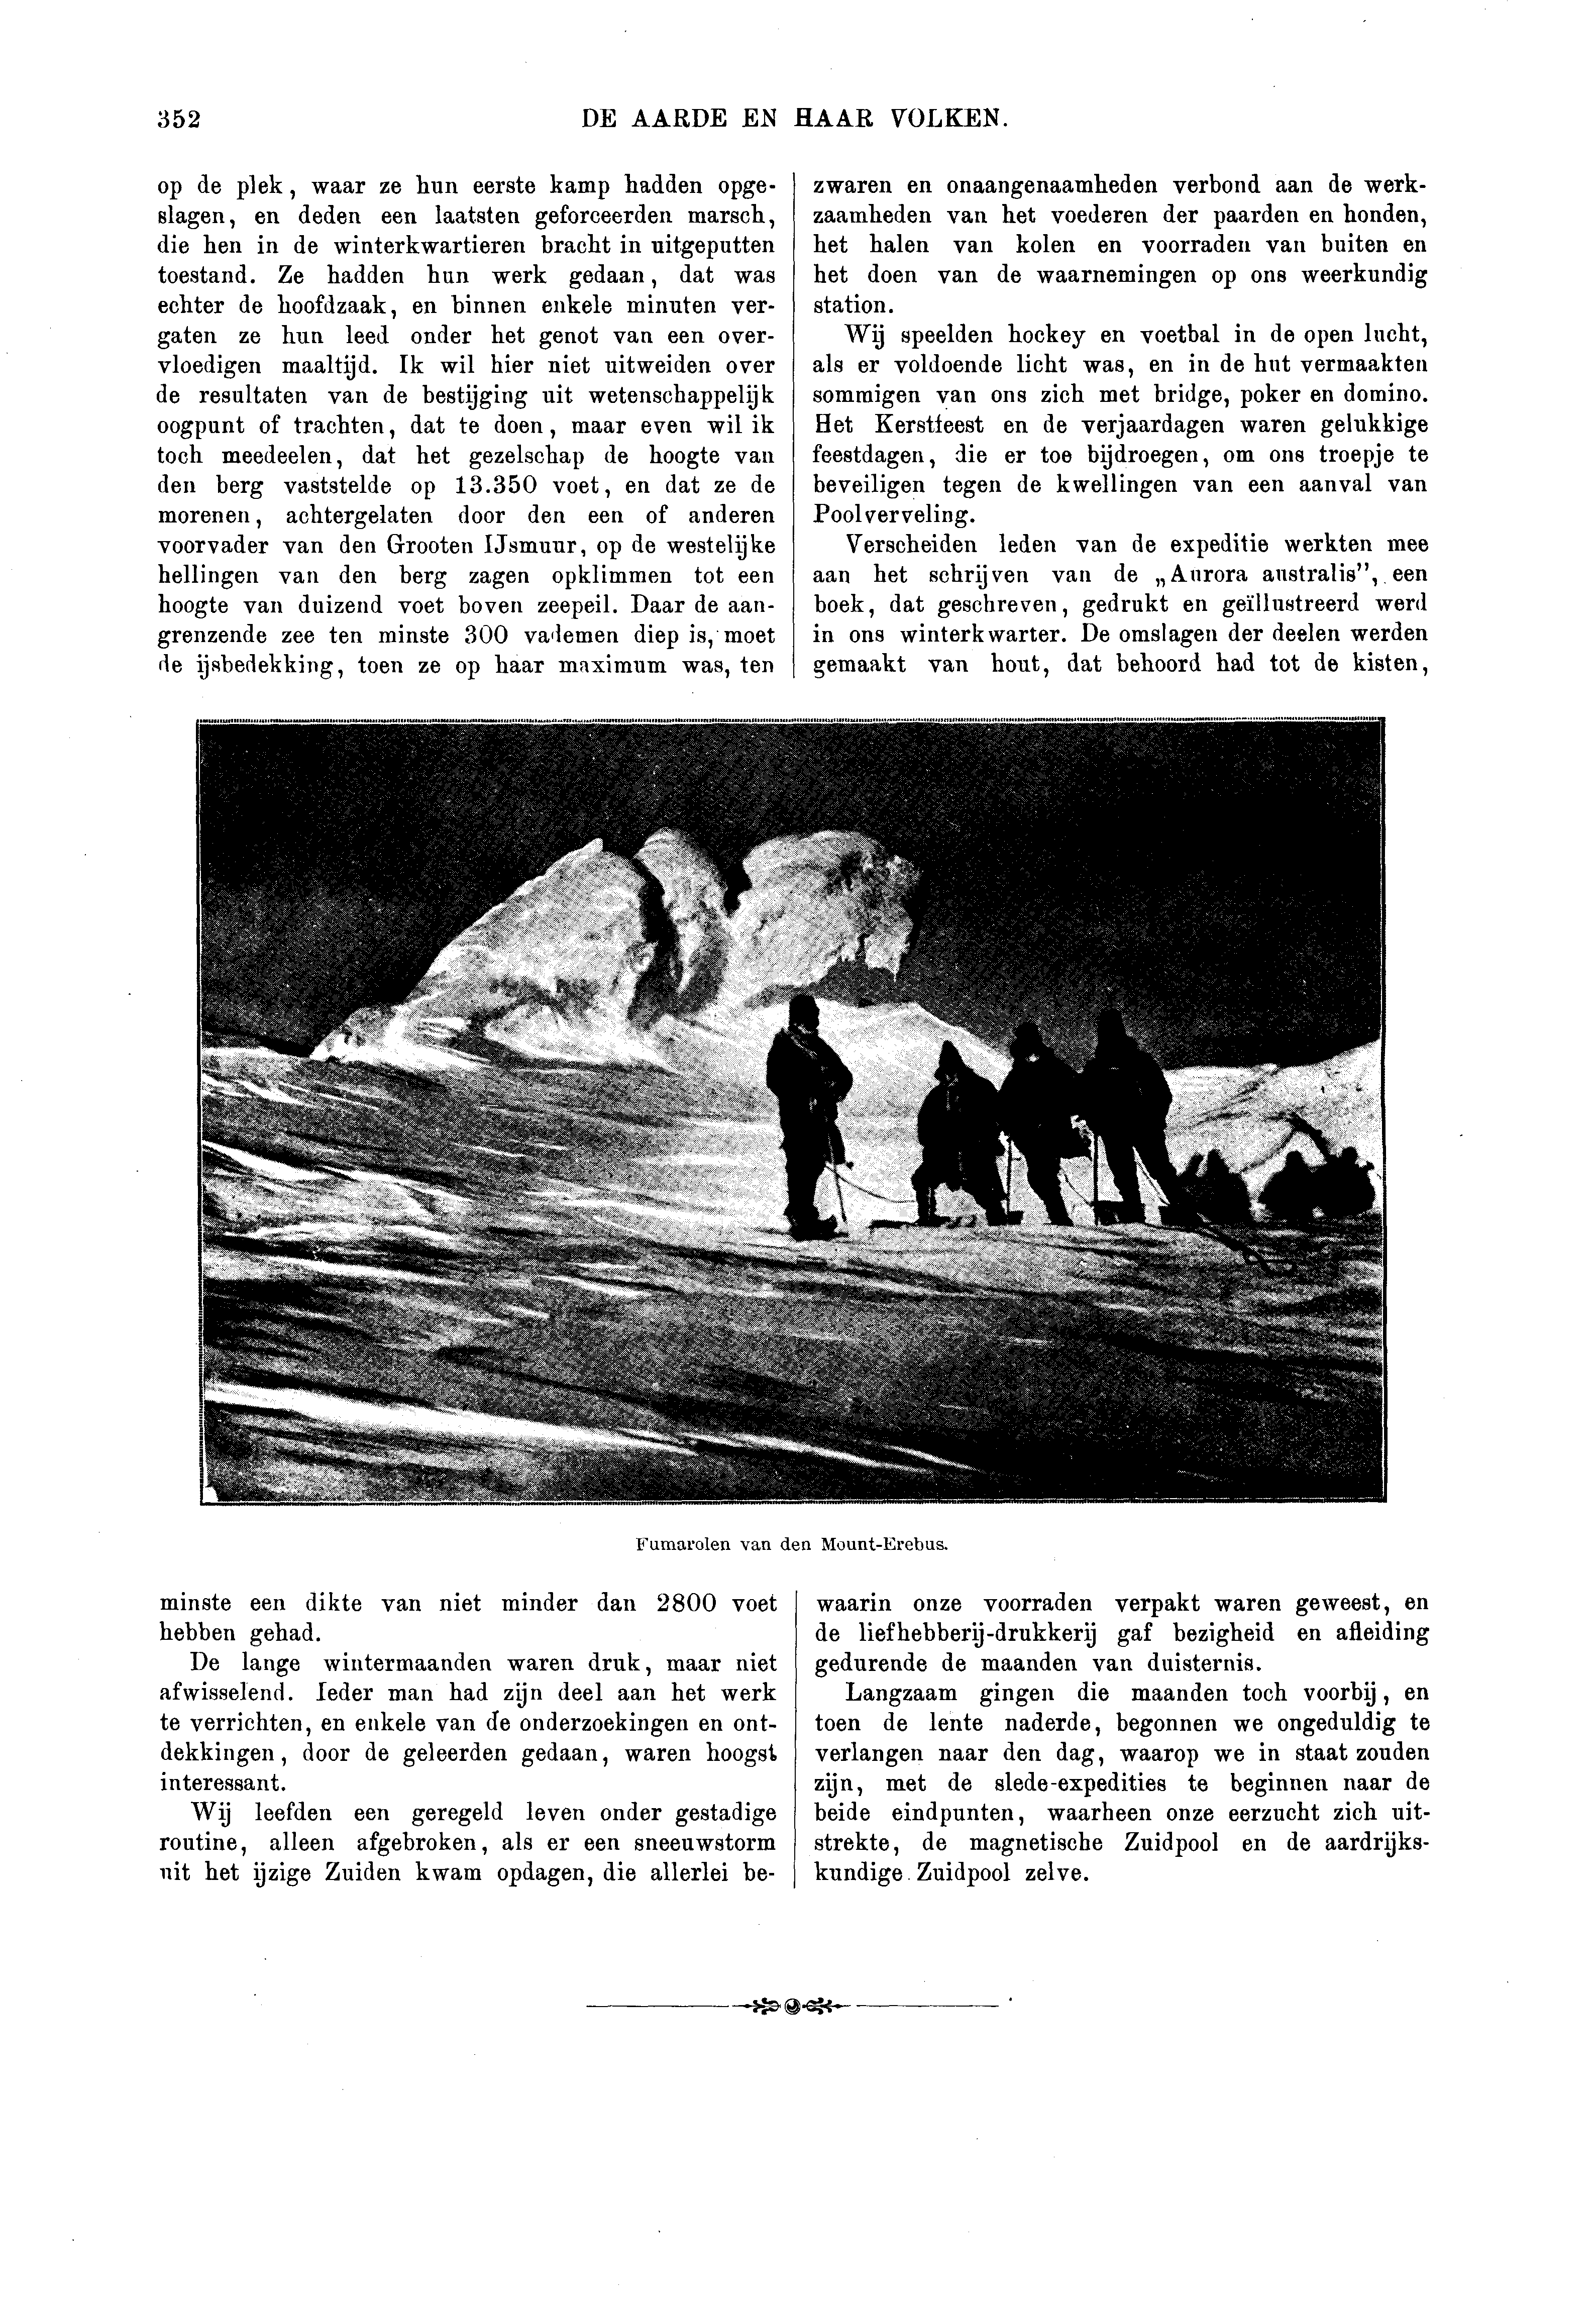 352
DE AARDE EN HAAR VOLKEN.
op de plek, waar ze hun eerste kamp hadden opge-
slagen, en deden een laatsten geforceerden marsch,
die hen in de winterkwartieren bracht in uitgeputten
toestand. Ze hadden hun werk gedaan, dat was
echter de hoofdzaak, en binnen enkele minuten ver-
gaten ze hun leed onder het genot van een over-
vloedigen maaltijd. Ik wil hier niet uitweiden over
de resultaten van de bestijging uit wetenschappelijk
oogpunt of trachten, dat te doen, maar even wil ik
toch meedeelen, dat het gezelschap de hoogte van
den berg vaststelde op 13.350 voet, en dat ze de
morenen, achtergelaten door den een of anderen
voorvader van den Grooten IJsmuur, op de westelijke
hellingen van den berg zagen opklimmen tot een
hoogte van duizend voet boven zeepeil. Daar de aan-
grenzende zee ten minste 300 vademen diep is, moet
de ijsbedekking, toen ze op haar maximum was, ten
minste een dikte van niet minder dan 2800 voet
hebben gehad.
De lange wintermaanden waren druk, maar niet
afwisselend. Ieder man had zijn deel aan het werk
te verrichten, en enkele van de onderzoekingen en ont-
dekkingen, door de geleerden gedaan, waren hoogst
interessant.
Wij leefden een geregeld leven onder gestadige
routine, alleen afgebroken, als er een sneeuwstorm
uit het ijzige Zuiden kwam opdagen, die allerlei be-
zwaren en onaangenaamheden verbond aan de werk-
zaamheden van het voederen der paarden en honden,
het halen van kolen en voorraden van buiten en
het doen van de waarnemingen op ons weerkundig
station.
Wij speelden hockey en voetbal in de open lucht,
als er voldoende licht was, en in de hut vermaakten
sommigen van ons zich met bridge, poker en domino.
Het Kerstfeest en de verjaardagen waren gelukkige
feestdagen, die er toe bijdroegen, om ons troepje te
beveiligen tegen de kwellingen van een aanval van
Poolverveling.
Verscheiden leden van de expeditie werkten mee
aan het schrijven van de „Aurora australis”, een
boek, dat geschreven, gedrukt en geïllustreerd werd
in ons winterkwarter. De omslagen der deelen werden
gemaakt van hout, dat behoord had tot de kisten,
waarin onze voorraden verpakt waren geweest, en
de liefhebberij-drukkerij gaf bezigheid en afleiding
gedurende de maanden van duisternis.
Langzaam gingen die maanden toch voorbij, en
toen de lente naderde, begonnen we ongeduldig te
verlangen naar den dag, waarop we in staat zouden
zijn, met de slede-expedities te beginnen naar de
beide eindpunten, waarheen onze eerzucht zich uit-
strekte, de magnetische Zuidpool en de aardrijks-
kundige Zuidpool zelve.
Fumarolen van den Mount-Erebus.